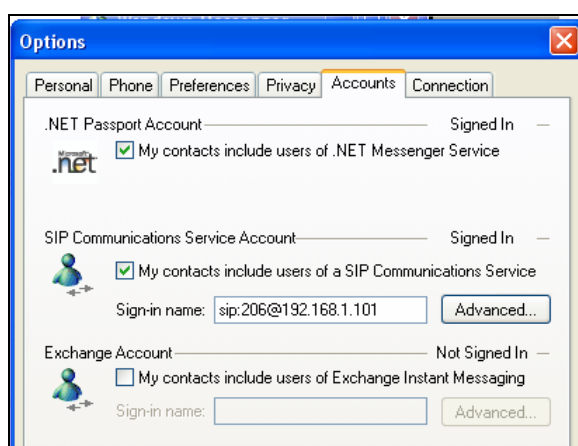 Options
Personal Phone Preferences Privacy Accounts Connection
.NET Passport Account Signed In
Microsoft
.net
My contacts include users of .NET Messenger Service
SIP Communications Service Account Signed In
My contacts include users of a SIP Communications Service
Sign-in name: sip:206@192.168.1.101 Advanced...
Exchange Account Not Signed In
My contacts include users of Exchange Instant Messaging
Sign-in name: Advanced...